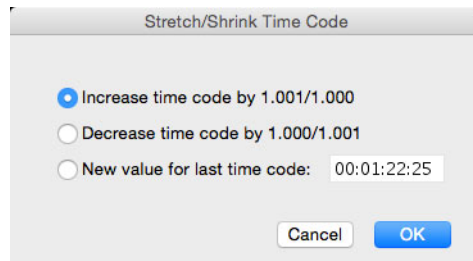 Stretch/Shrink Time Code
Increase time code by 1.001/1.000
Decrease time code by 1.000/1.001
New value for last time code: 00:01:22:25
Cancel OK